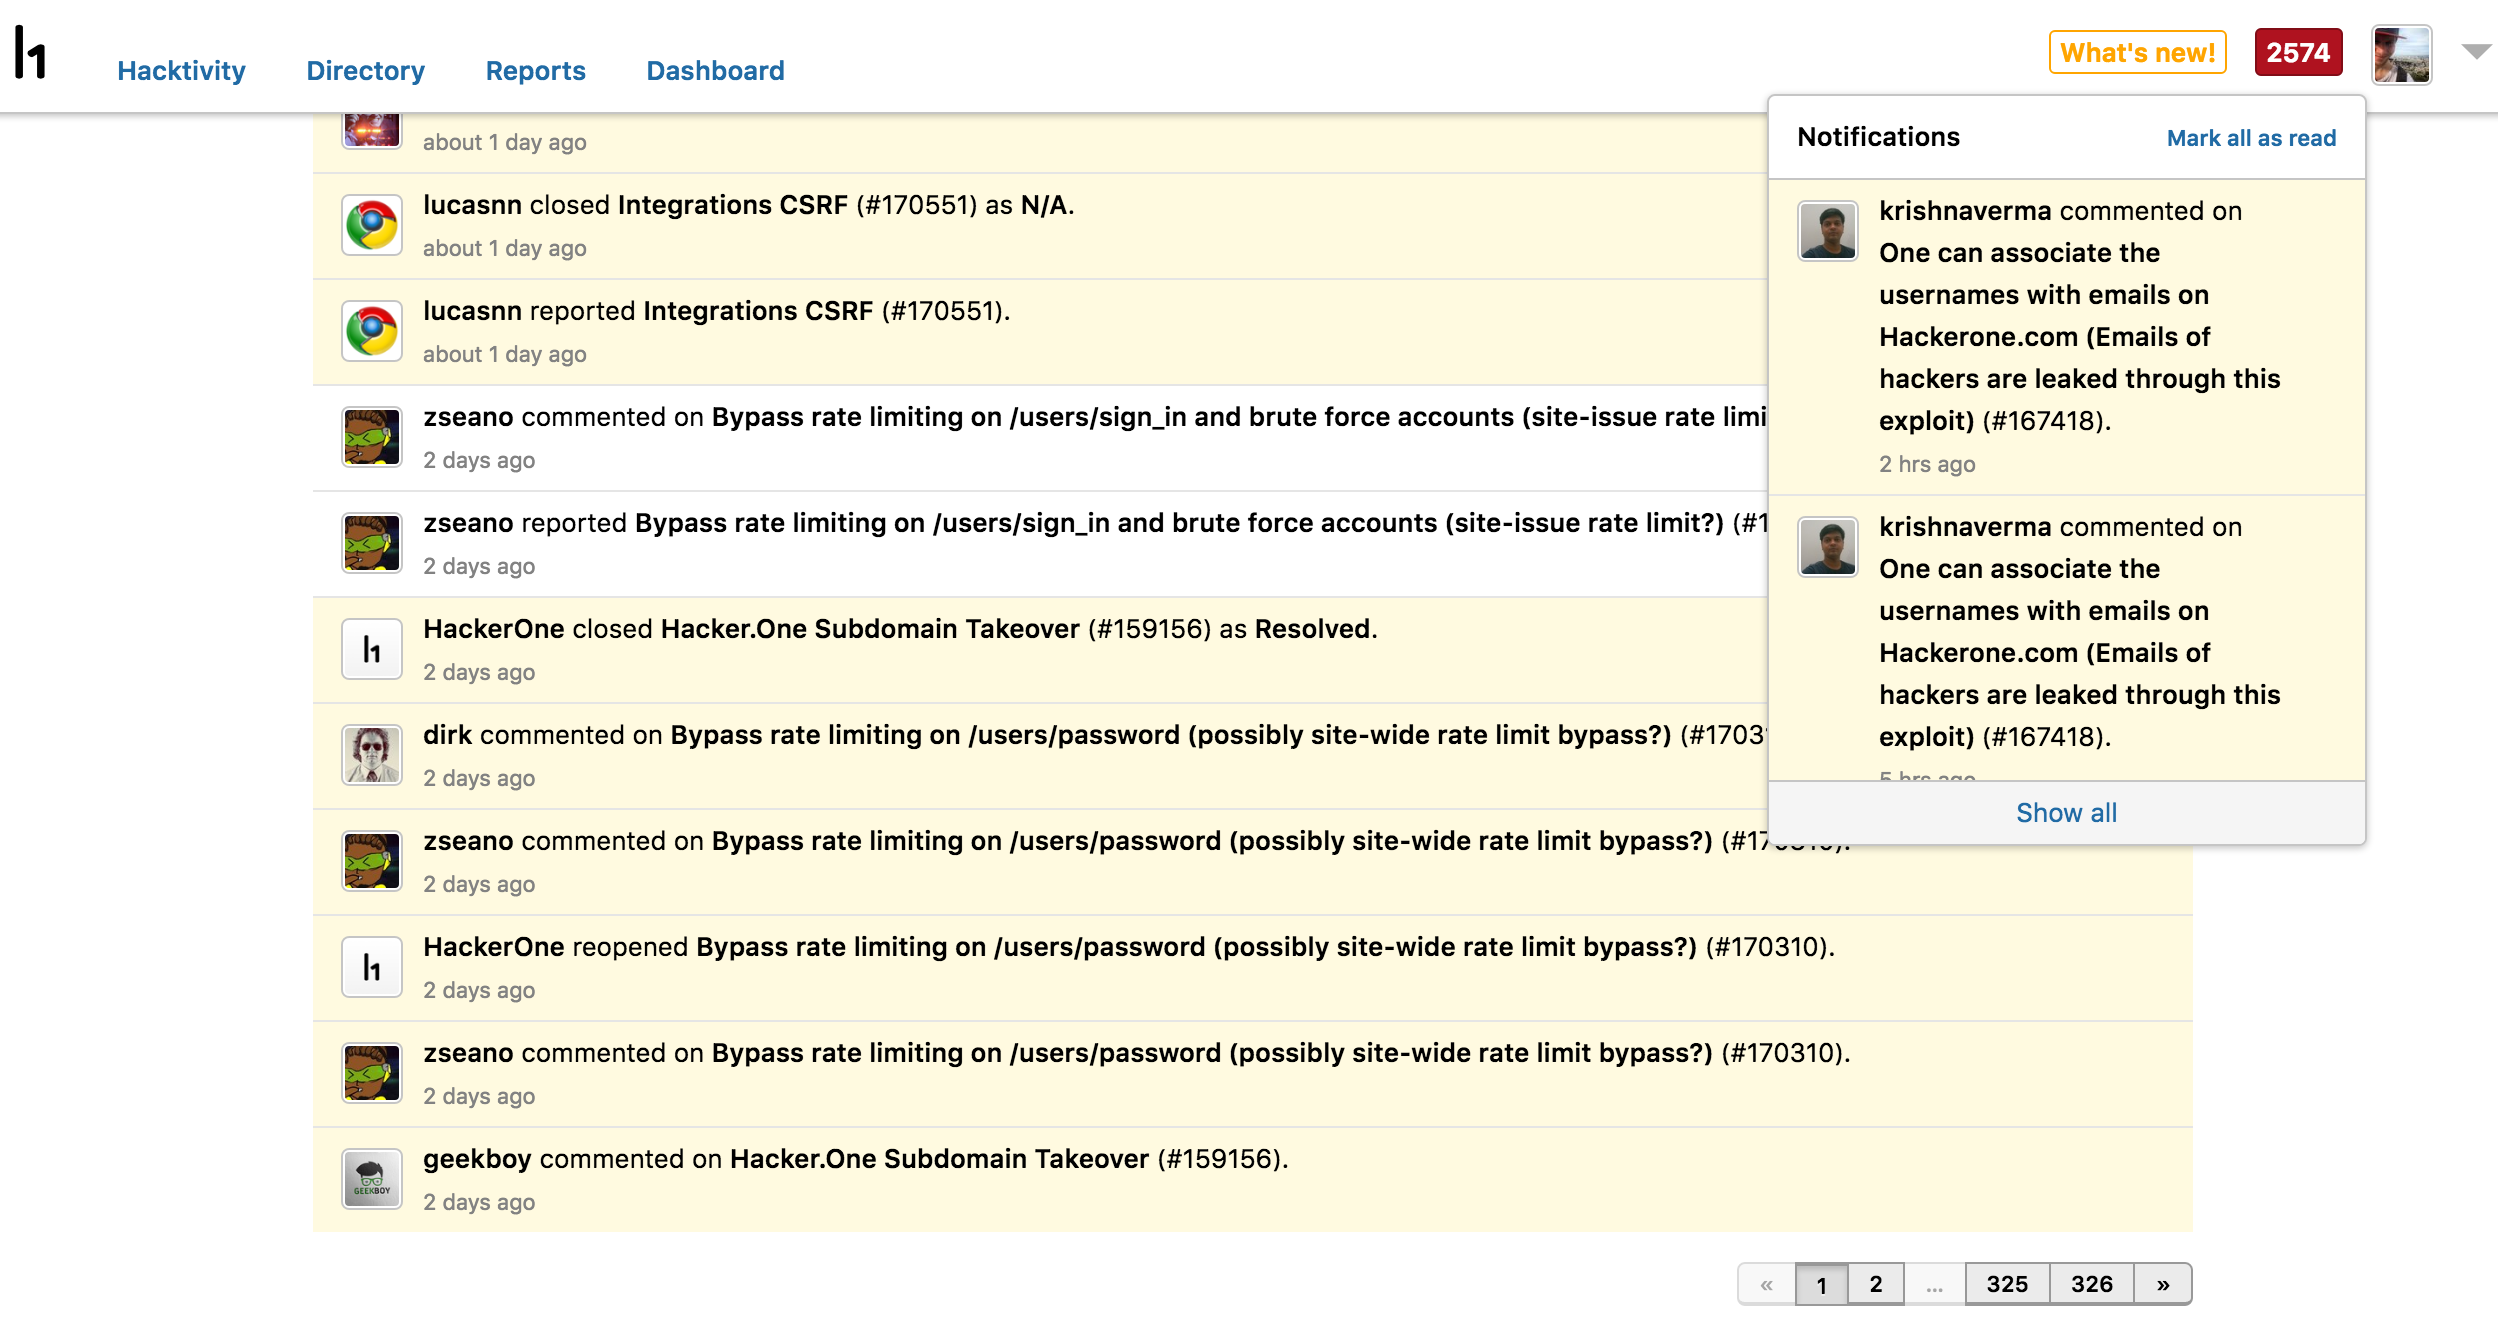 h1
Hacktivity
Directory
Reports
Dashboard
What's new!
2574
about 1 day ago
lucasnn closed Integrations CSRF (#170551) as N/A.
about 1 day ago
lucasnn reported Integrations CSRF (#170551).
about 1 day ago
zseano commented on Bypass rate limiting on /users/sign_in and brute force accounts (site-issue rate limi
2 days ago
zseano reported Bypass rate limiting on /users/sign_in and brute force accounts (site-issue rate limit?) (#1
2 days ago
HackerOne closed Hacker.One Subdomain Takeover (#159156) as Resolved.
2 days ago
dirk commented on Bypass rate limiting on /users/password (possibly site-wide rate limit bypass?) (#1703
2 days ago
zseano commented on Bypass rate limiting on /users/password (possibly site-wide rate limit bypass?)
2 days ago
HackerOne reopened Bypass rate limiting on /users/password (possibly site-wide rate limit bypass?) (#170310).
2 days ago
zseano commented on Bypass rate limiting on /users/password (possibly site-wide rate limit bypass?) (#170310).
2 days ago
GEEKBOY
geekboy commented on Hacker.One Subdomain Takeover (#159156).
2 days ago
Notifications
Mark all as read
krishnaverma commented on
One can associate the
usernames with emails on
Hackerone.com (Emails of
hackers are leaked through this
exploit) (#167418).
2 hrs ago
krishnaverma commented on
One can associate the
usernames with emails on
Hackerone.com (Emails of
hackers are leaked through this
exploit) (#167418).
5 hrs ago
Show all
« 1 2 ... 325 326 »